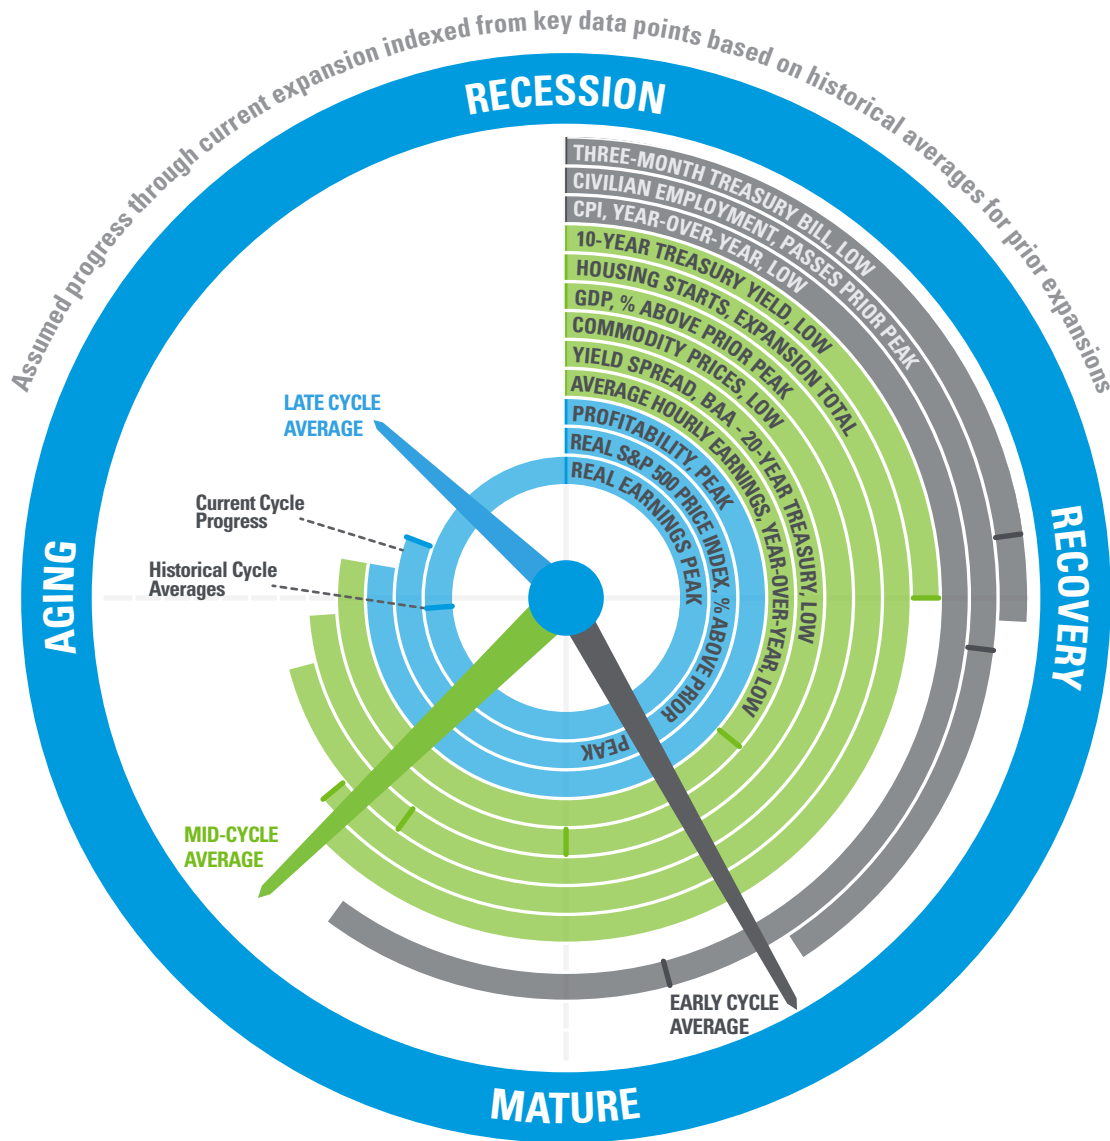 Assumed progress through current expansion indexed from key data points based on historical averages for prior expansions
RECESSION
THREE-MONTH TREASURY BILL, LOW
CIVILIAN EMPLOYMENT, PASSES PRIOR PEAK
CPI, YEAR-OVER-YEAR, LOW
10-YEAR TREASURY YIELD, LOW
HOUSING STARTS, EXPANSION TOTAL
GDP, % ABOVE PRIOR PEAK
COMMODITY PRICES, LOW
YIELD SPREAD, BAA - 20-YEAR TREASURY, LOW
AVERAGE HOURLY EARNINGS, YEAR-OVER-YEAR, LOW
PROFITABILITY, PEAK
REAL S&P 500 PRICE INDEX, % ABOVE PRIOR PEAK
REAL EARNINGS PEAK
LATE CYCLE
AVERAGE
Current Cycle
Progress
Historical Cycle
Averages
AGING
RECOVERY
MID-CYCLE
AVERAGE
EARLY CYCLE
AVERAGE
MATURE